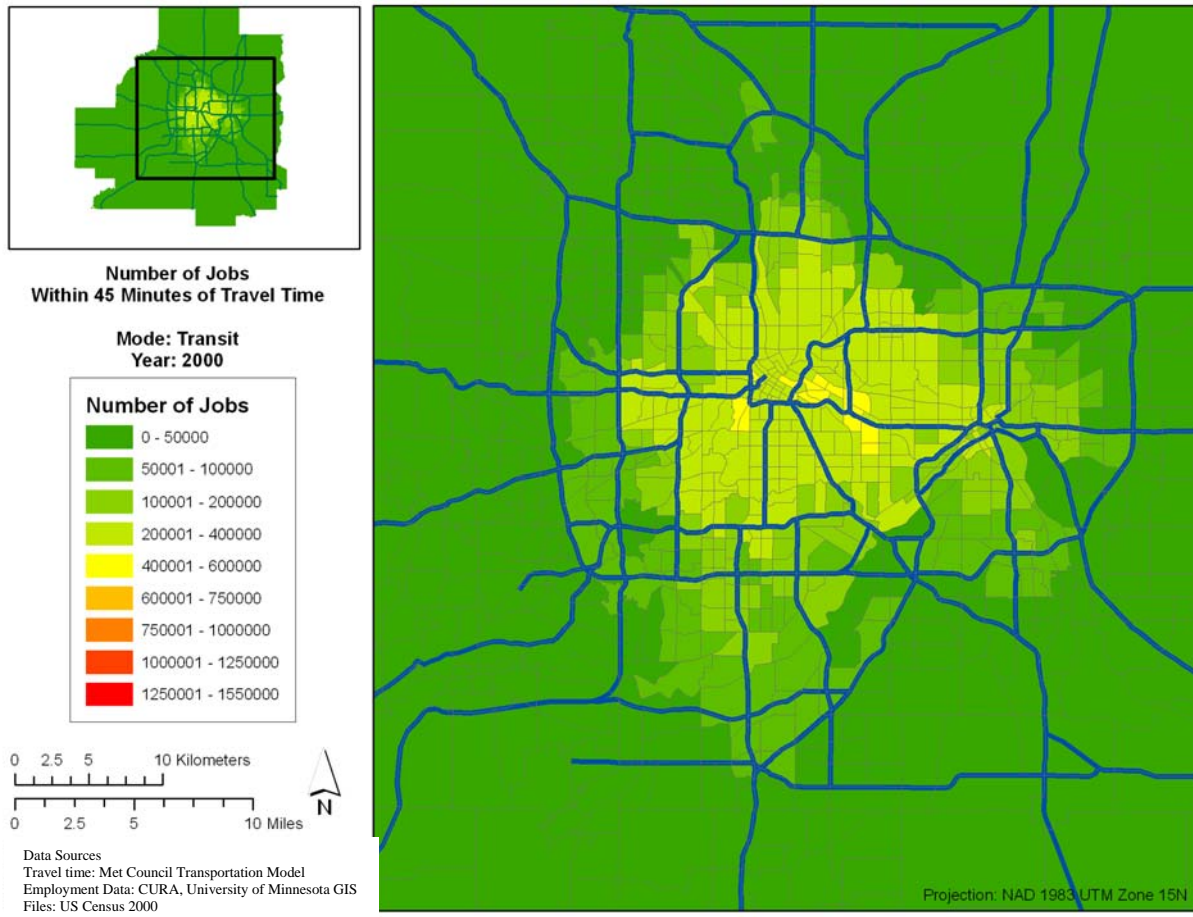 Number of Jobs
Within 45 Minutes of Travel Time
Mode: Transit
Year: 2000
Number of Jobs
0 - 50000
50001 - 100000
100001 - 200000
200001 - 400000
400001 - 600000
600001 - 750000
750001 - 1000000
1000001 - 1250000
1250001 - 1550000
0 2.5 5 10 Kilometers
0 2.5 5 10 Miles
N
Data Sources
Travel time: Met Council Transportation Model
Employment Data: CURA, University of Minnesota GIS
Files: US Census 2000
Projection: NAD 1983 UTM Zone 15N